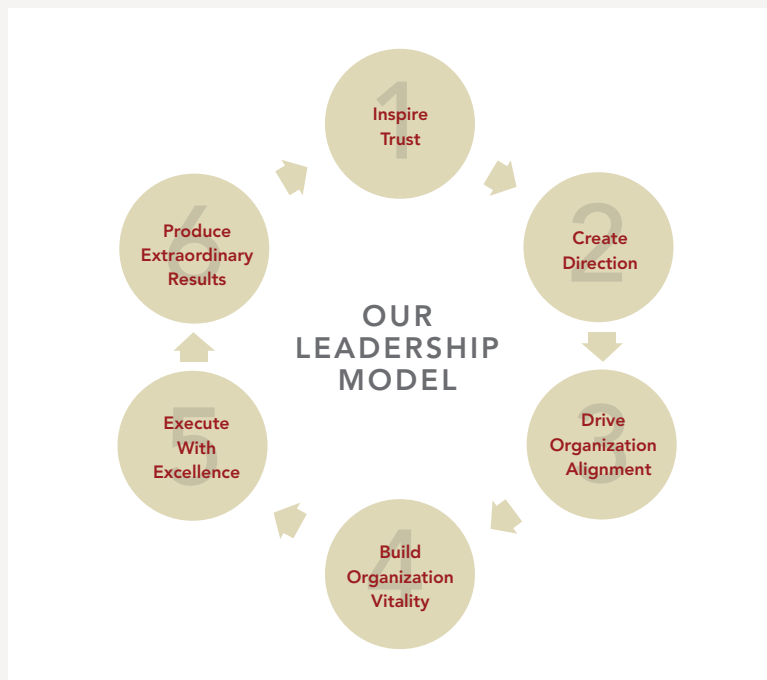 1
Inspire
Trust
2
Create
Direction
3
Drive
Organization
Alignment
4
Build
Organization
Vitality
5
Execute
With
Excellence
6
Produce
Extraordinary
Results
OUR
LEADERSHIP
MODEL